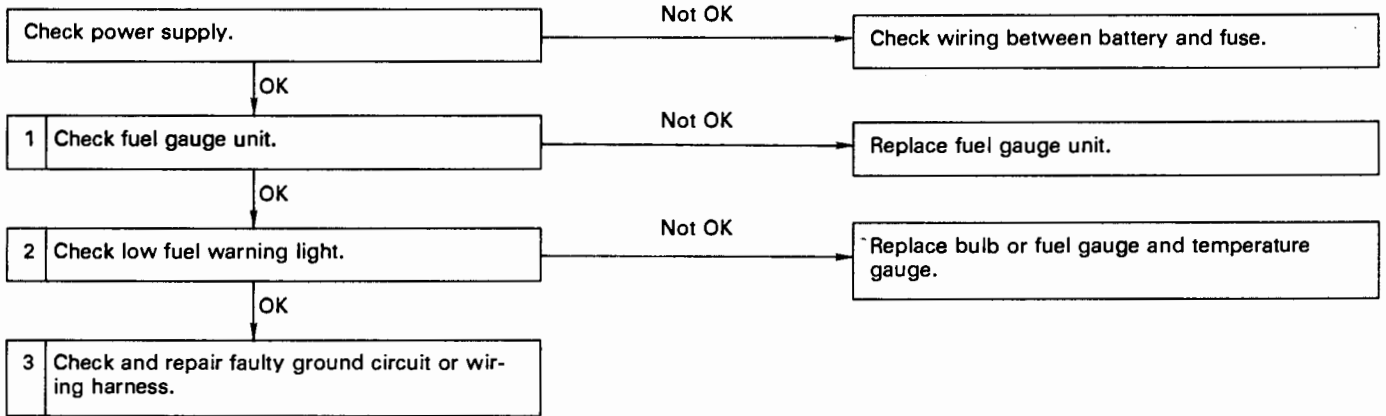 Check power supply.
Not OK
Check wiring between battery and fuse.
OK
1 Check fuel gauge unit.
Not OK
Replace fuel gauge unit.
OK
2 Check low fuel warning light.
Not OK
Replace bulb or fuel gauge and temperature
gauge.
OK
3 Check and repair faulty ground circuit or wir-
ing harness.